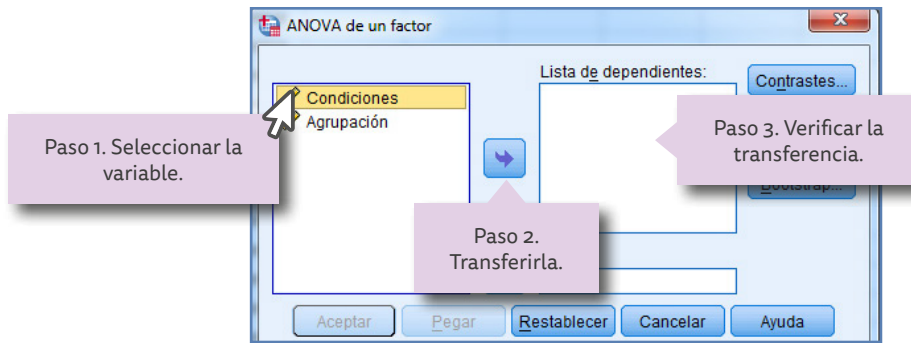 ANOVA de un factor
Lista de dependientes:
Contrastes...
Condiciones
Agrupación
Paso 1. Seleccionar la
variable.
Paso 3. Verificar la
transferencia.
Bootstrap...
Paso 2.
Transferirla.
Aceptar
Pegar
Restablecer
Cancelar
Ayuda